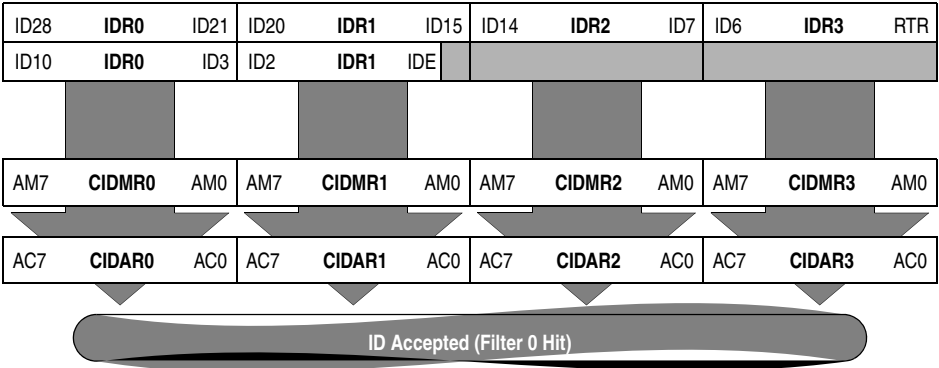 ID28 IDR0 ID21 ID20 IDR1 ID15 ID14 IDR2 ID7 ID6 IDR3 RTR
ID10 IDR0 ID3 ID2 IDR1 IDE
AM7 CIDMR0 AM0 AM7 CIDMR1 AM0 AM7 CIDMR2 AM0 AM7 CIDMR3 AM0
AC7 CIDAR0 AC0 AC7 CIDAR1 AC0 AC7 CIDAR2 AC0 AC7 CIDAR3 AC0
ID Accepted (Filter 0 Hit)